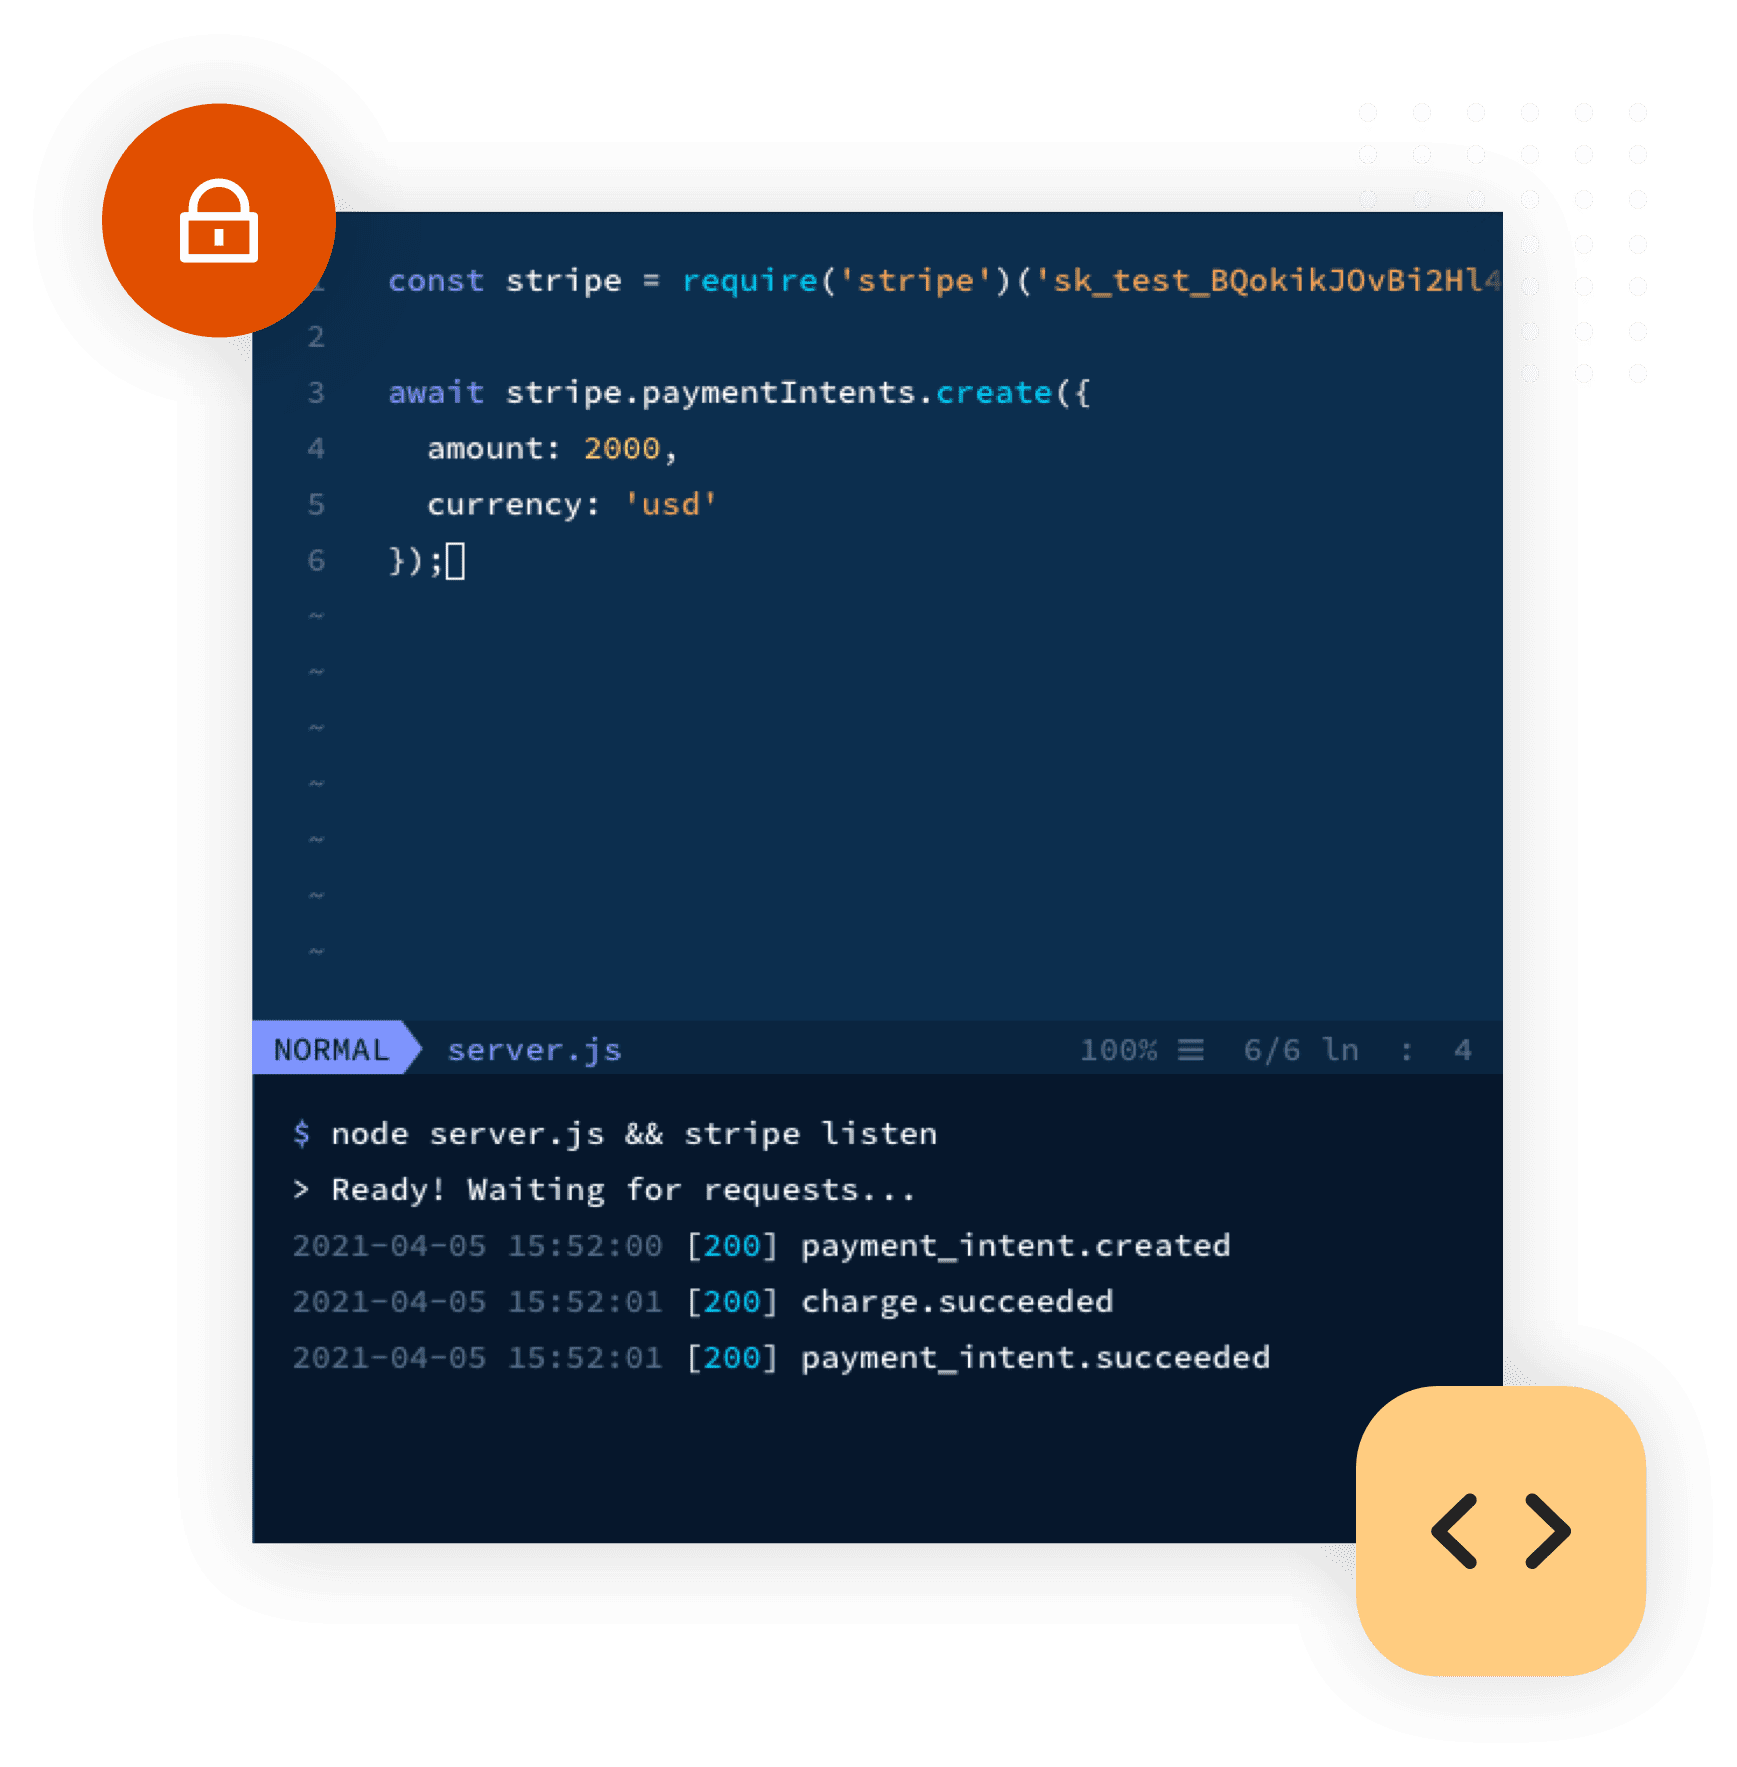 1 const stripe = require('stripe')('sk_test_BQokikJOvBi2Hl4
2
3 await stripe.paymentIntents.create({
4 amount: 2000,
5 currency: 'usd'
6 });
~
~
~
~
~
~
~
NORMAL server.js 100% ☰ 6/6 ln : 4
$ node server.js && stripe listen
> Ready! Waiting for requests...
2021-04-05 15:52:00 [200] payment_intent.created
2021-04-05 15:52:01 [200] charge.succeeded
2021-04-05 15:52:01 [200] payment_intent.succeeded
< >